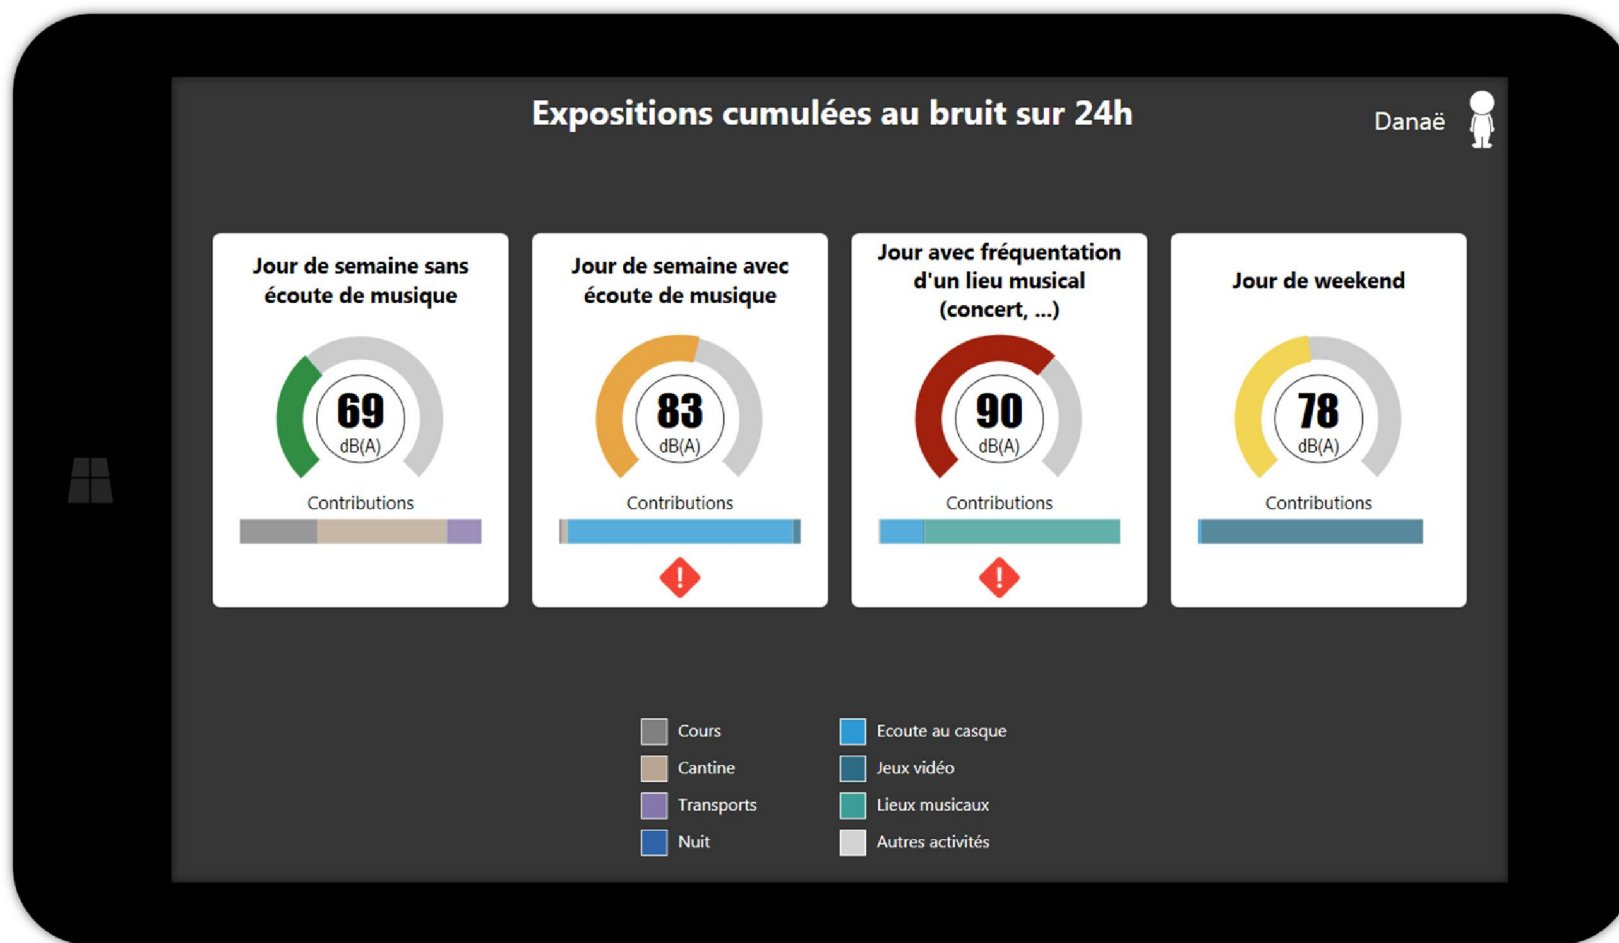 Expositions cumulées au bruit sur 24h
Danaë
Jour de semaine sans
écoute de musique
69
dB(A)
Contributions
Jour de semaine avec
écoute de musique
83
dB(A)
Contributions
!
Jour avec fréquentation
d'un lieu musical
(concert, ...)
90
dB(A)
Contributions
!
Jour de weekend
78
dB(A)
Contributions
Cours
Cantine
Transports
Nuit
Ecoute au casque
Jeux vidéo
Lieux musicaux
Autres activités